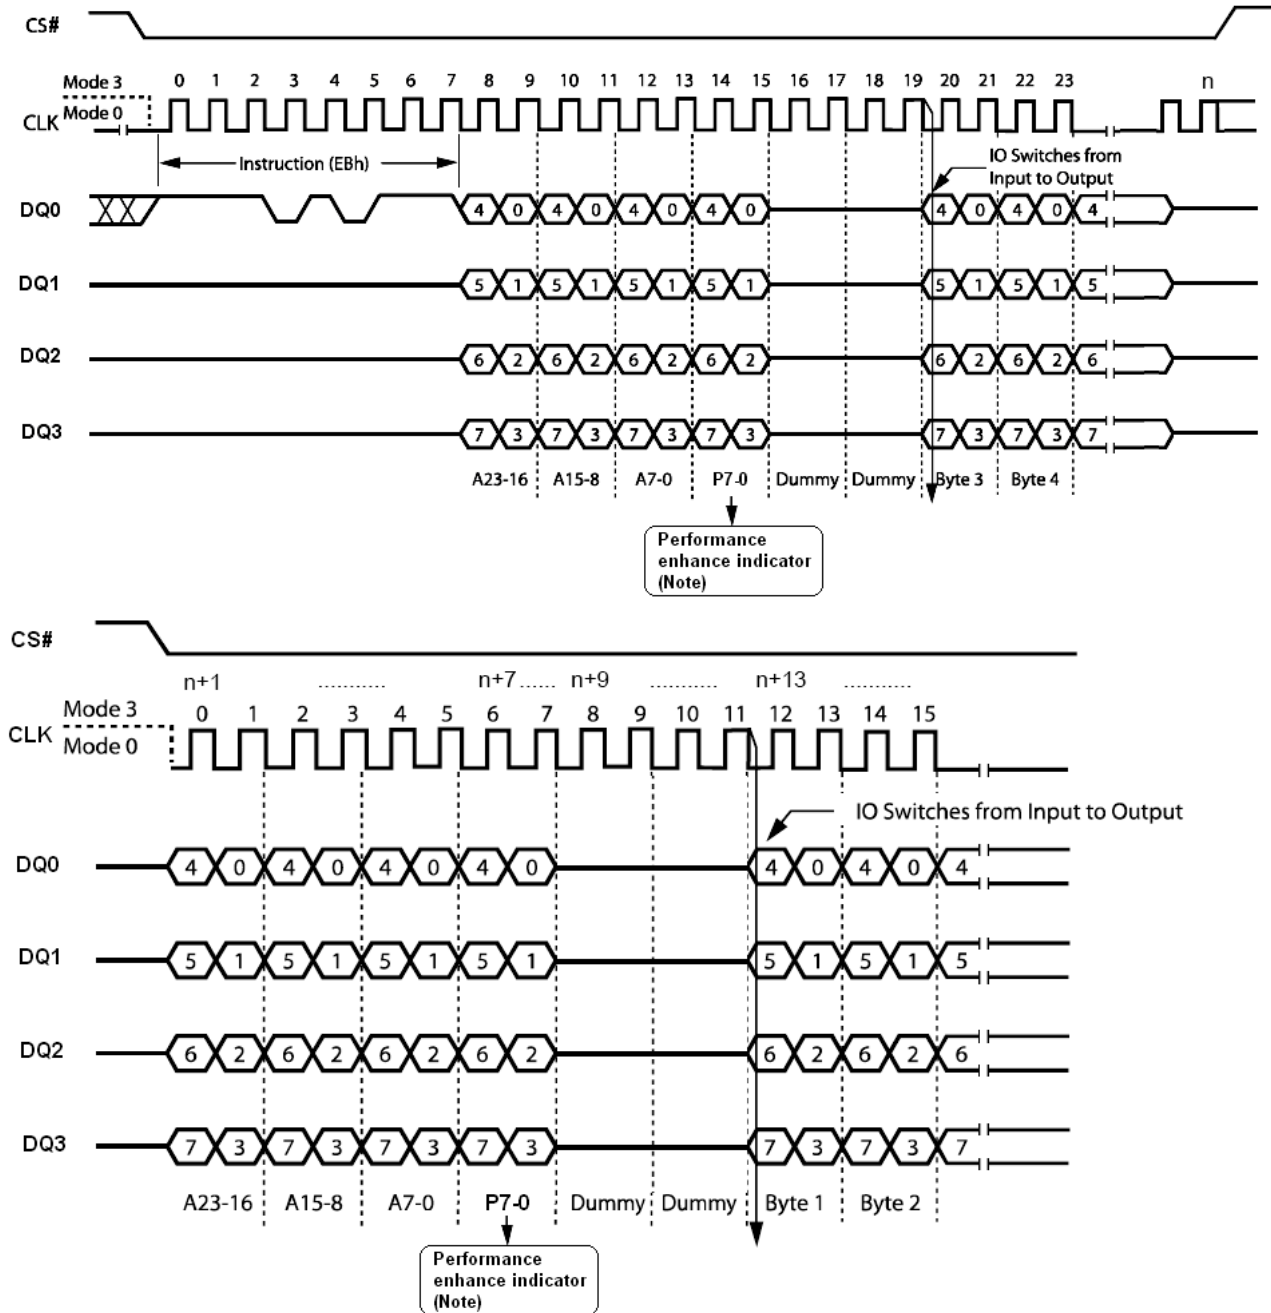 CS#
Mode 3
0 1 2 3 4 5 6 7 8 9 10 11 12 13 14 15 16 17 18 19 20 21 22 23 n
Mode 0
CLK
Instruction (EBh)
IO Switches from
Input to Output
DQ0 4 0 4 0 4 0 4 0 4 0 4 0 4
DQ1 5 1 5 1 5 1 5 1 5 1 5 1 5
DQ2 6 2 6 2 6 2 6 2 6 2 6 2 6
DQ3 7 3 7 3 7 3 7 3 7 3 7 3 7
A23-16 A15-8 A7-0 P7-0 Dummy Dummy Byte 3 Byte 4
Performance
enhance indicator
(Note)
CS#
n+1 ........... n+7 ...... n+9 ........... n+13 ...........
Mode 3 0 1 2 3 4 5 6 7 8 9 10 11 12 13 14 15
CLK
Mode 0
IO Switches from Input to Output
DQ0 4 0 4 0 4 0 4 0 4 0 4 0 4
DQ1 5 1 5 1 5 1 5 1 5 1 5 1 5
DQ2 6 2 6 2 6 2 6 2 6 2 6 2 6
DQ3 7 3 7 3 7 3 7 3 7 3 7 3 7
A23-16 A15-8 A7-0 P7-0 Dummy Dummy Byte 1 Byte 2
Performance
enhance indicator
(Note)